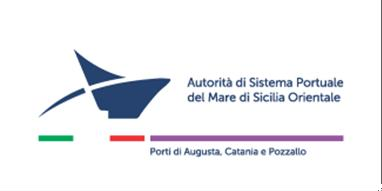 Autorità di Sistema Portuale
del Mare di Sicilia Orientale
Porti di Augusta, Catania e Pozzallo